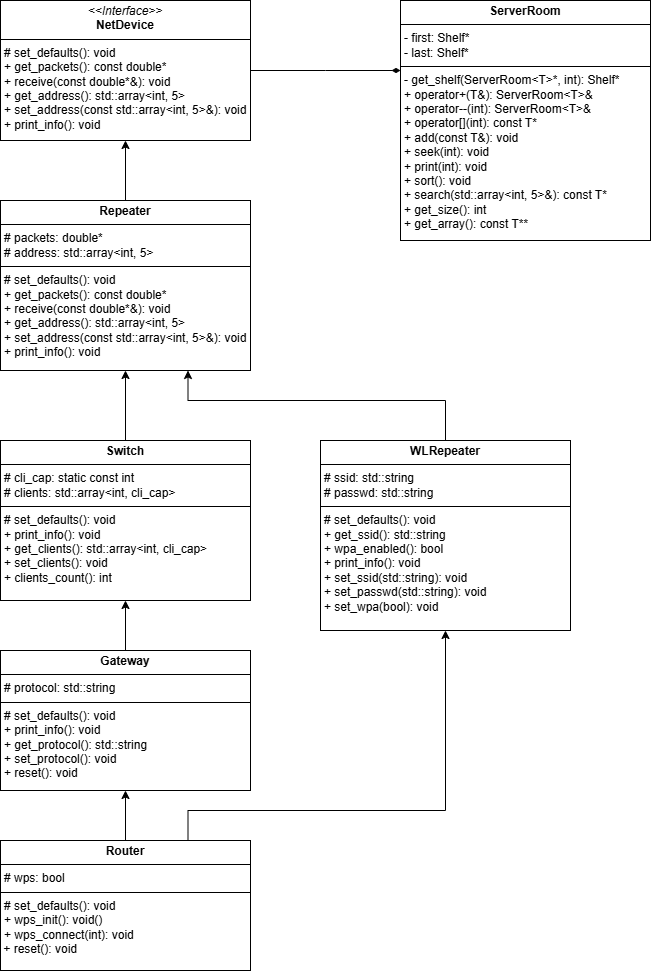 <<Interface>>
NetDevice
# set_defaults(): void
+ get_packets(): const double*
+ receive(const double*&): void
+ get_address(): std::array<int, 5>
+ set_address(const std::array<int, 5>&): void
+ print_info(): void
ServerRoom
- first: Shelf*
- last: Shelf*
- get_shelf(ServerRoom<T>*, int): Shelf*
+ operator+(T&): ServerRoom<T>&
+ operator--(int): ServerRoom<T>&
+ operator[](int): const T*
+ add(const T&): void
+ seek(int): void
+ print(int): void
+ sort(): void
+ search(std::array<int, 5>&): const T*
+ get_size(): int
+ get_array(): const T**
Repeater
# packets: double*
# address: std::array<int, 5>
# set_defaults(): void
+ get_packets(): const double*
+ receive(const double*&): void
+ get_address(): std::array<int, 5>
+ set_address(const std::array<int, 5>&): void
+ print_info(): void
Switch
# cli_cap: static const int
# clients: std::array<int, cli_cap>
# set_defaults(): void
+ print_info(): void
+ get_clients(): std::array<int, cli_cap>
+ set_clients(): void
+ clients_count(): int
WLRepeater
# ssid: std::string
# passwd: std::string
# set_defaults(): void
+ get_ssid(): std::string
+ wpa_enabled(): bool
+ print_info(): void
+ set_ssid(std::string): void
+ set_passwd(std::string): void
+ set_wpa(bool): void
Gateway
# protocol: std::string
# set_defaults(): void
+ print_info(): void
+ get_protocol(): std::string
+ set_protocol(): void
+ reset(): void
Router
# wps: bool
# set_defaults(): void
+ wps_init(): void()
+ wps_connect(int): void
+ reset(): void